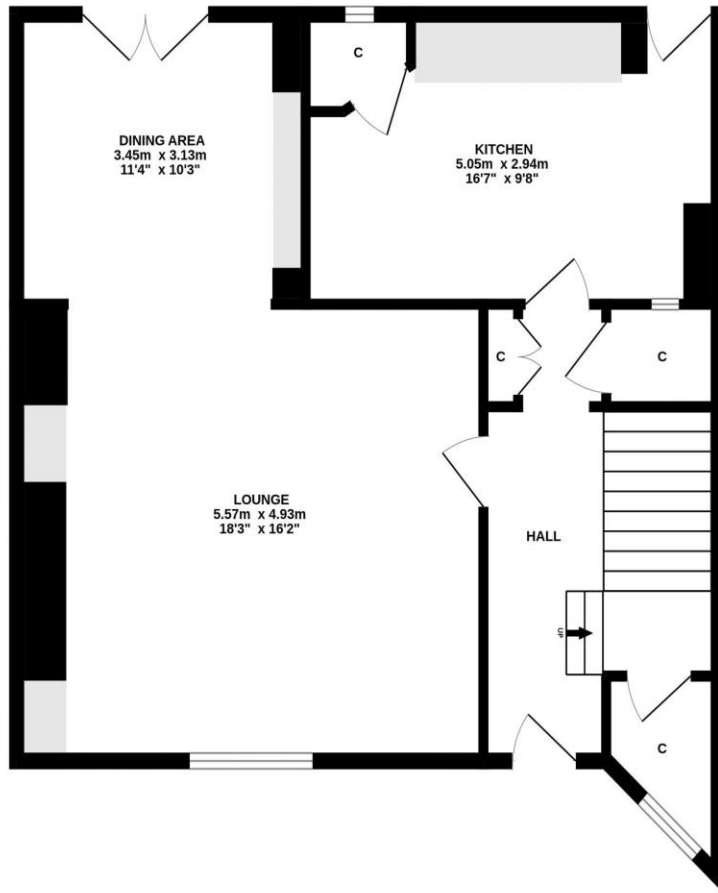 C
DINING AREA
3.45m x 3.13m
11'4" x 10'3"
KITCHEN
5.05m x 2.94m
16'7" x 9'8"
C
C
LOUNGE
5.57m x 4.93m
18'3" x 16'2"
HALL
UP
C